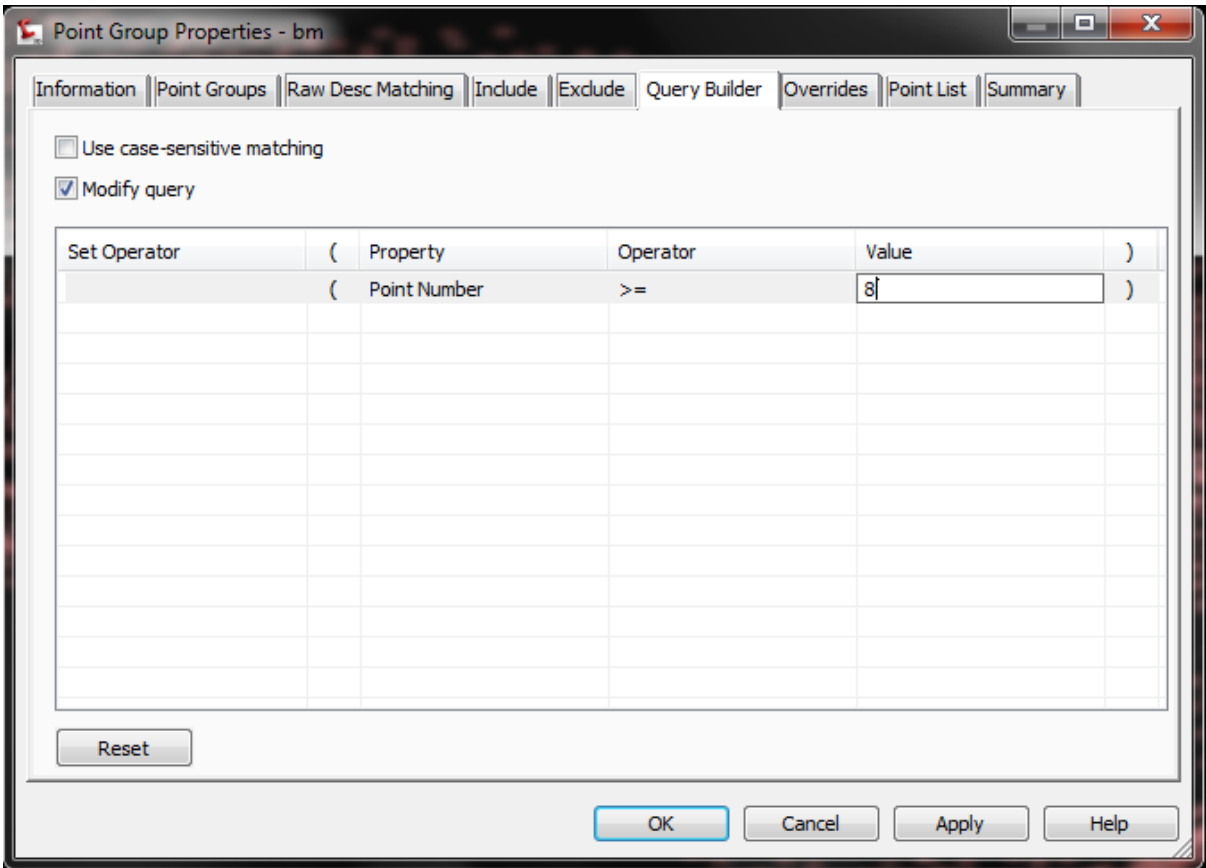 Point Group Properties - bm
Information Point Groups Raw Desc Matching Include Exclude Query Builder Overrides Point List Summary
Use case-sensitive matching
Modify query
Set Operator ( Property Operator Value )
( Point Number >= 8 )
Reset
OK Cancel Apply Help